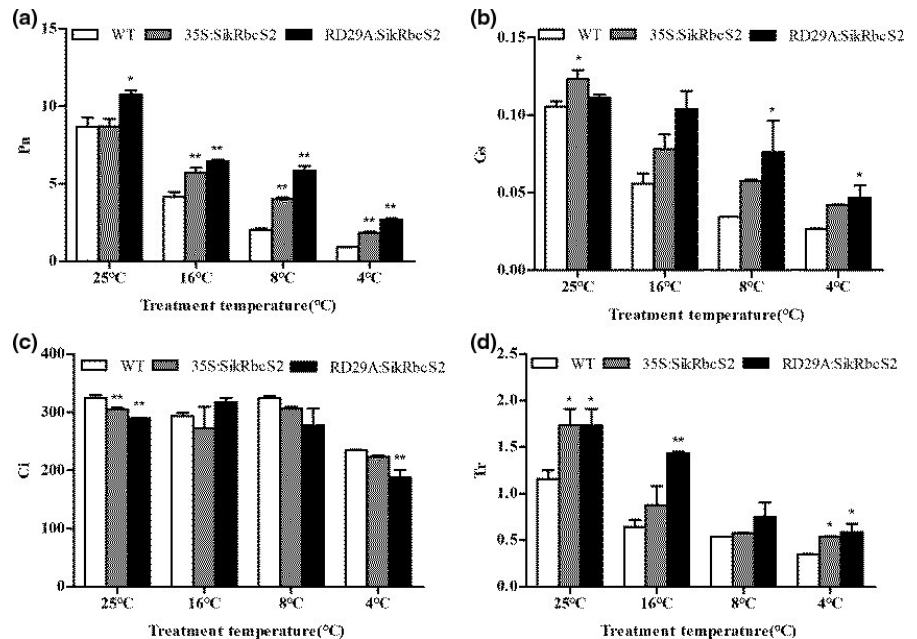 (a)
WT 35S:SikRbcS2 RD29A:SikRbcS2
15
10
5
0
Pn
*
** **
** **
** **
25°C 16°C 8°C 4°C
Treatment temperature(°C)
(b)
WT 35S:SikRbcS2 RD29A:SikRbcS2
0.15
0.10
0.05
0.00
Gs
*
*
*
25°C 16°C 8°C 4°C
Treatment temperature(°C)
(c)
WT 35S:SikRbcS2 RD29A:SikRbcS2
400
300
200
100
0
Ci
** **
**
25°C 16°C 8°C 4°C
Treatment temperature(°C)
(d)
WT 35S:SikRbcS2 RD29A:SikRbcS2
2.5
2.0
1.5
1.0
0.5
0.0
Tr
* *
**
* *
25°C 16°C 8°C 4°C
Treatment temperature(°C)